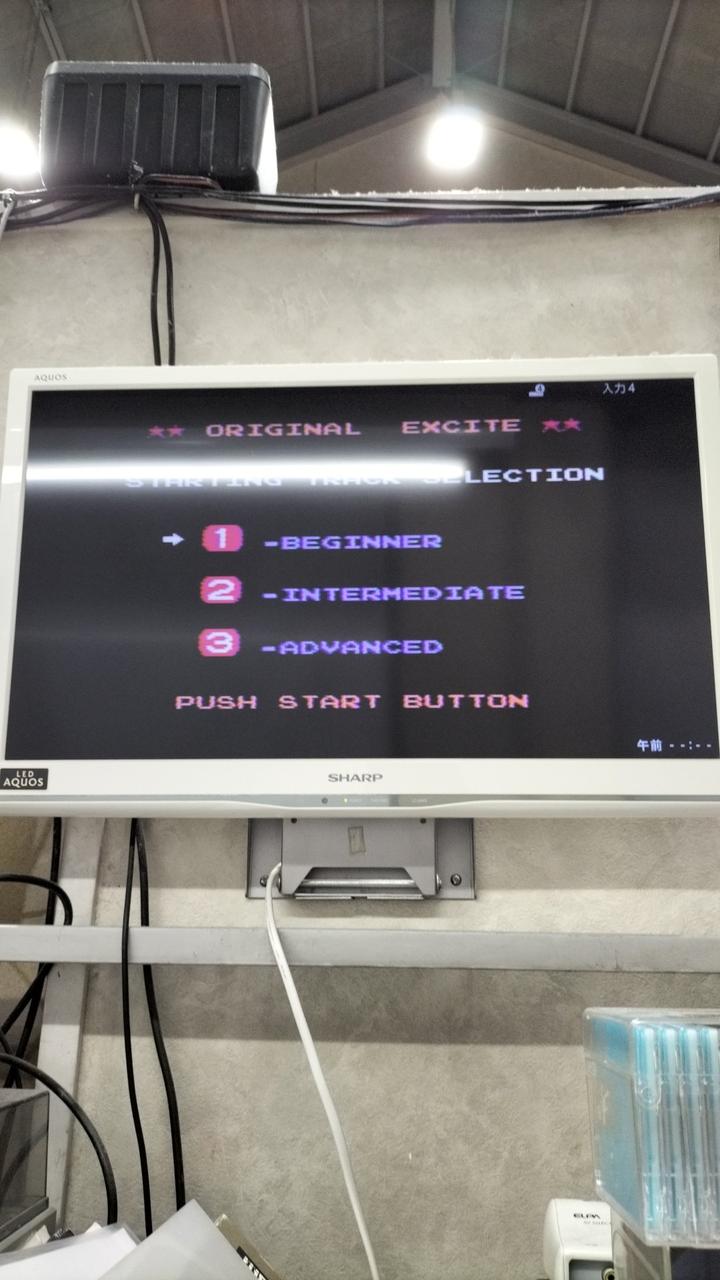 AQUOS
4
入力4
★★ ORIGINAL EXCITE ★★
STARTING TRACK SELECTION
→ 1 -BEGINNER
2 -INTERMEDIATE
3 -ADVANCED
PUSH START BUTTON
午前 --:--
LED
AQUOS
SHARP
ELPA